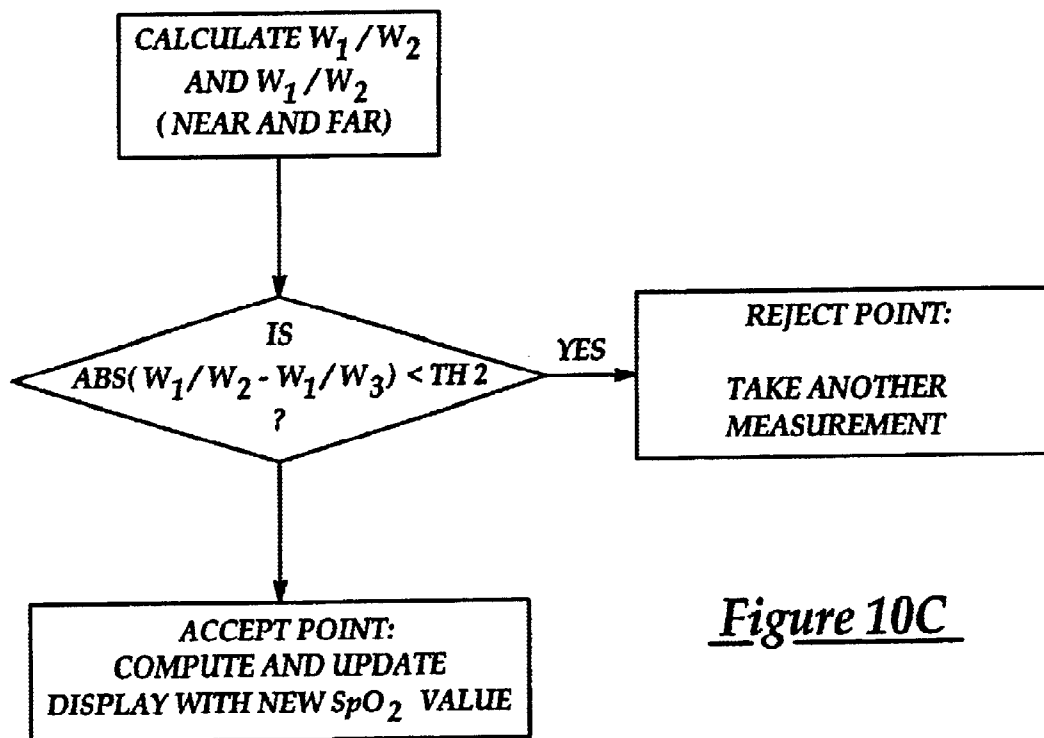 CALCULATE W1/W2
AND W1/W2
(NEAR AND FAR)
IS
ABS(W1/W2 - W1/W3) < TH 2
?
YES
REJECT POINT:
TAKE ANOTHER
MEASUREMENT
ACCEPT POINT:
COMPUTE AND UPDATE
DISPLAY WITH NEW SpO2 VALUE
Figure 10C